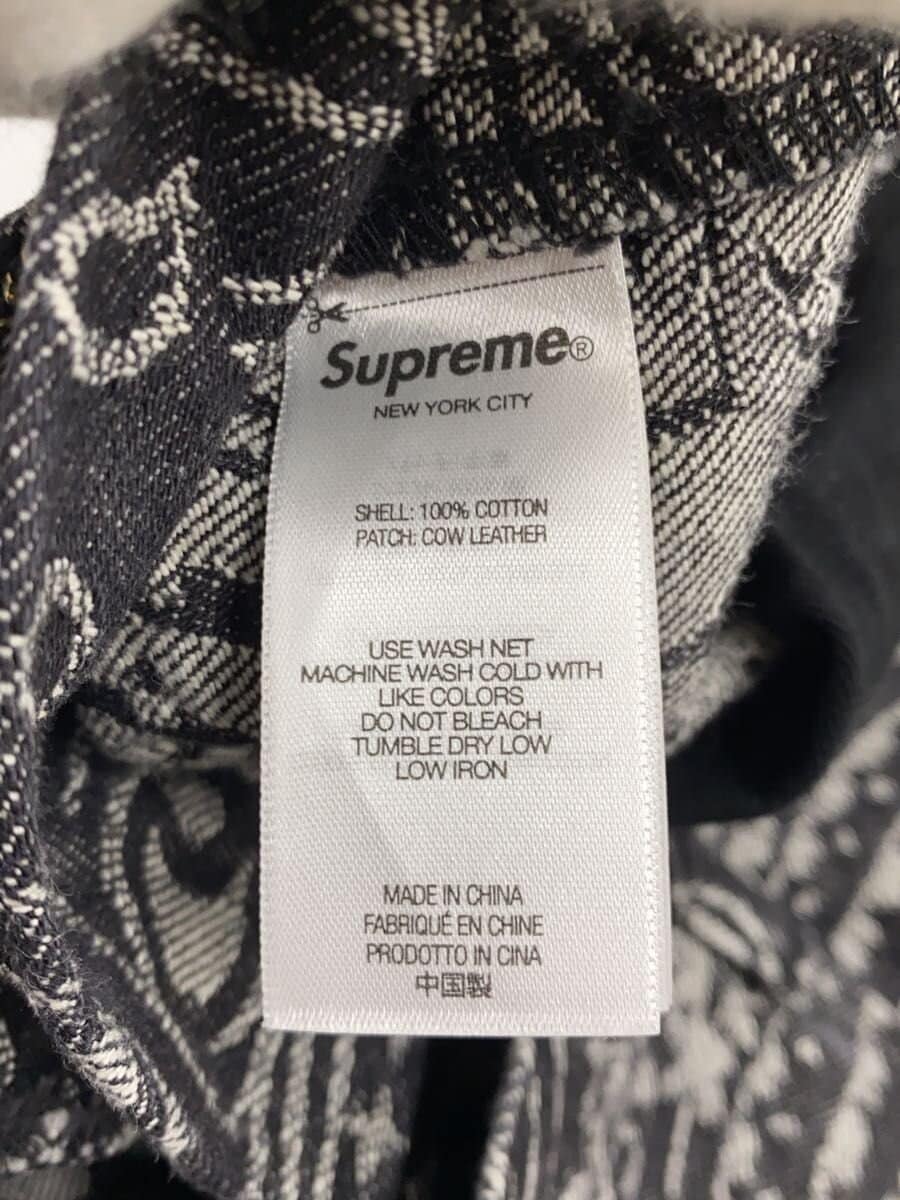 Supreme®
NEW YORK CITY
SHELL: 100% COTTON
PATCH: COW LEATHER
USE WASH NET
MACHINE WASH COLD WITH
LIKE COLORS
DO NOT BLEACH
TUMBLE DRY LOW
LOW IRON
MADE IN CHINA
FABRIQUÉ EN CHINE
PRODOTTO IN CINA
中国製